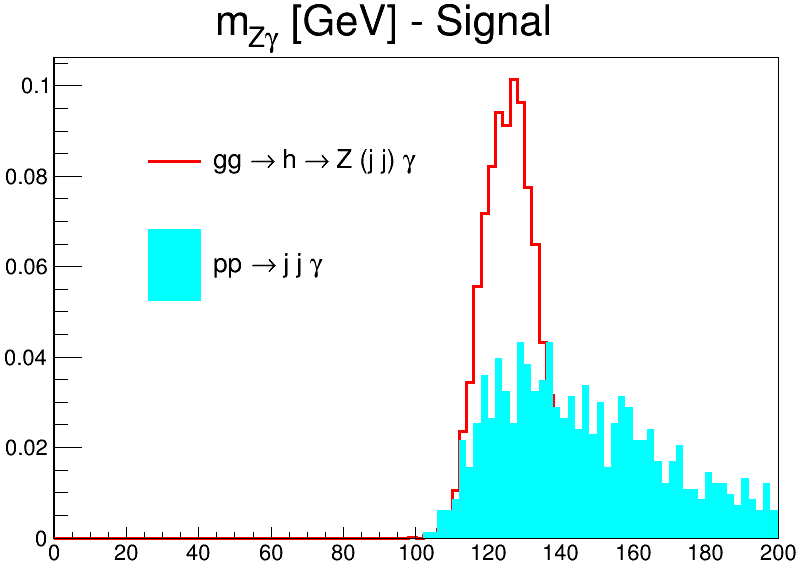 m_Zγ [GeV] - Signal
0.1
gg → h → Z (j j) γ
0.08
pp → j j γ
0.06
0.04
0.02
0
0 20 40 60 80 100 120 140 160 180 200